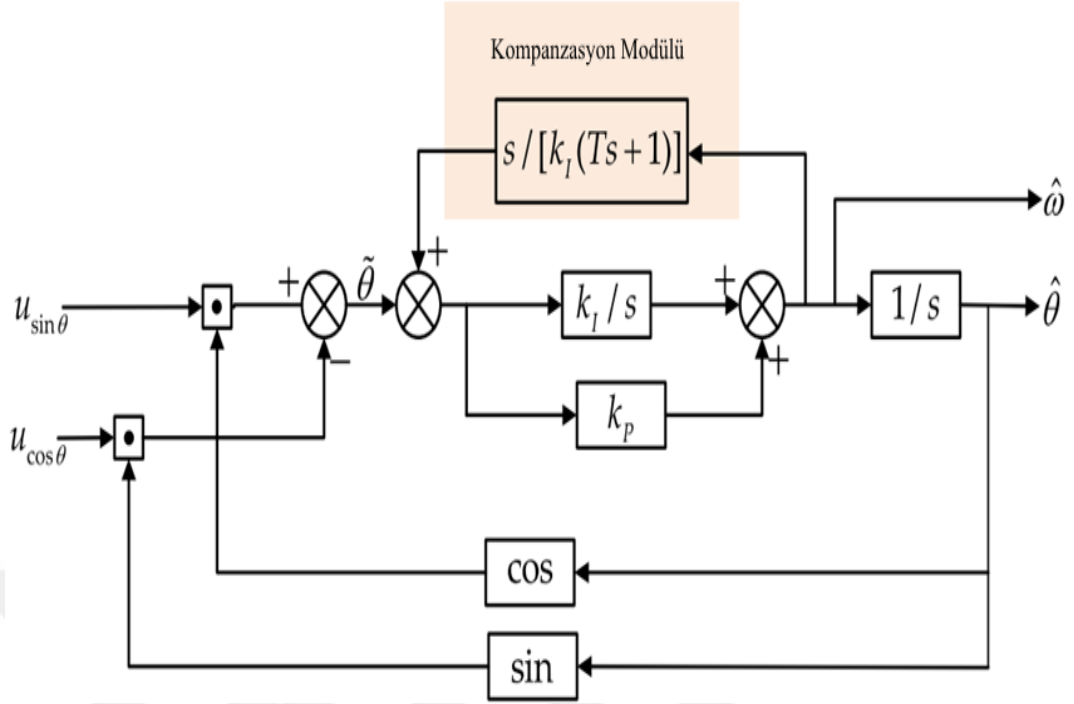 Kompanzasyon Modülü
s/[k_I(Ts+1)]
+
ω̂
+
θ̃
+
u_sinθ
k_I/s
1/s
θ̂
−
+
k_P
u_cosθ
cos
sin